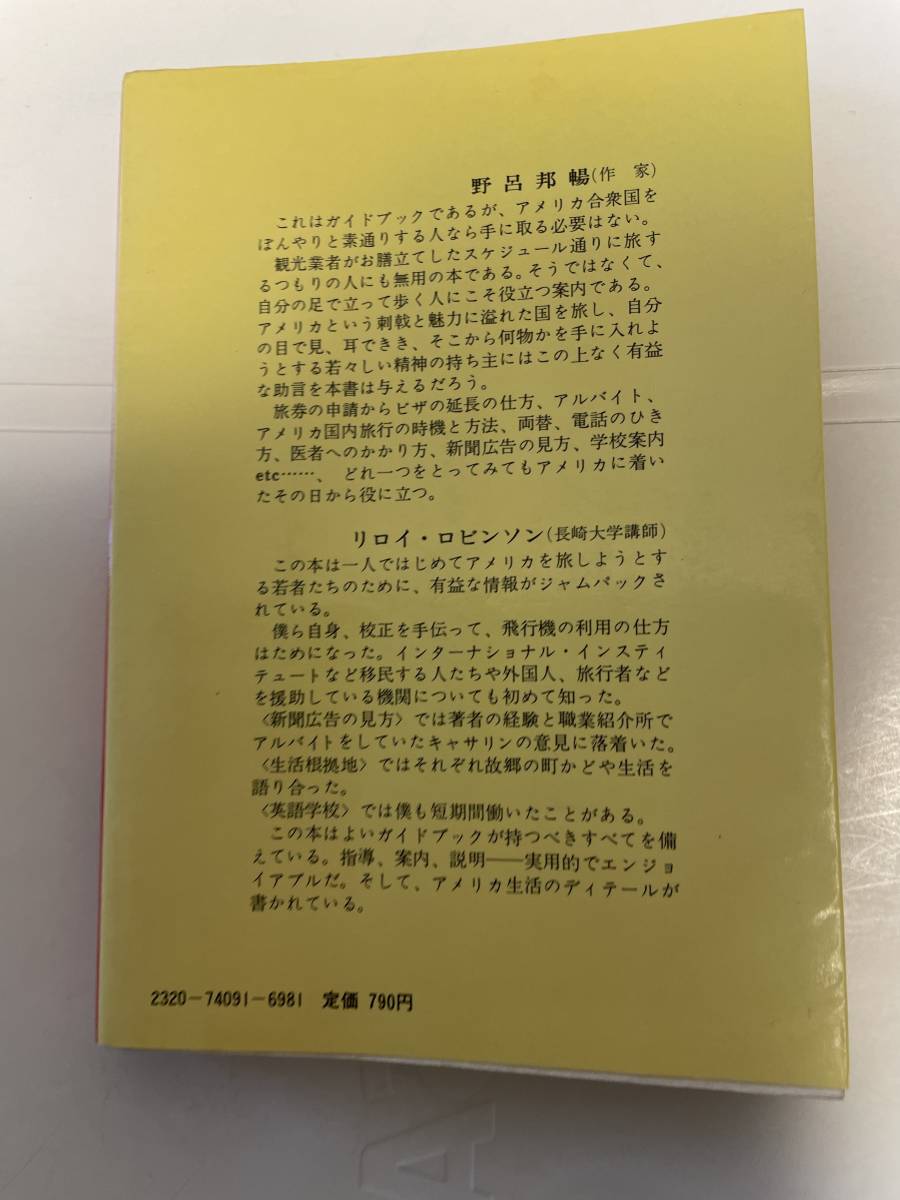 野呂邦暢(作 家)
これはガイドブックであるが、アメリカ合衆国を
ぼんやりと素通りする人なら手に取る必要はない。
観光業者がお膳立てしたスケジュール通りに旅す
るつもりの人にも無用の本である。そうではなくて、
自分の足で立って歩く人にこそ役立つ案内である。
アメリカという刺戟と魅力に溢れた国を旅し、自分
の目で見、耳できき、そこから何物かを手に入れよ
うとする若々しい精神の持ち主にはこの上なく有益
な助言を本書は与えるだろう。
旅券の申請からビザの延長の仕方、アルバイト、
アメリカ国内旅行の時機と方法、両替、電話のひき
方、医者へのかかり方、新聞広告の見方、学校案内
etc……、どれ一つをとってみてもアメリカに着い
たその日から役に立つ。
リロイ・ロビンソン(長崎大学講師)
この本は一人ではじめてアメリカを旅しようとす
る若者たちのために、有益な情報がジャムパックさ
れている。
僕ら自身、校正を手伝って、飛行機の利用の仕方
はためになった。インターナショナル・インスティ
テュートなど移民する人たちや外国人、旅行者など
を援助している機関についても初めて知った。
〈新聞広告の見方〉では著者の経験と職業紹介所で
アルバイトをしていたキャサリンの意見に落着いた。
〈生活根拠地〉ではそれぞれ故郷の町かどや生活を
語り合った。
〈英語学校〉では僕も短期間働いたことがある。
この本はよいガイドブックが持つべきすべてを備
えている。指導、案内、説明――実用的でエンジョ
イアブルだ。そして、アメリカ生活のディテールが
書かれている。
2320-74091-6981 定価 790円